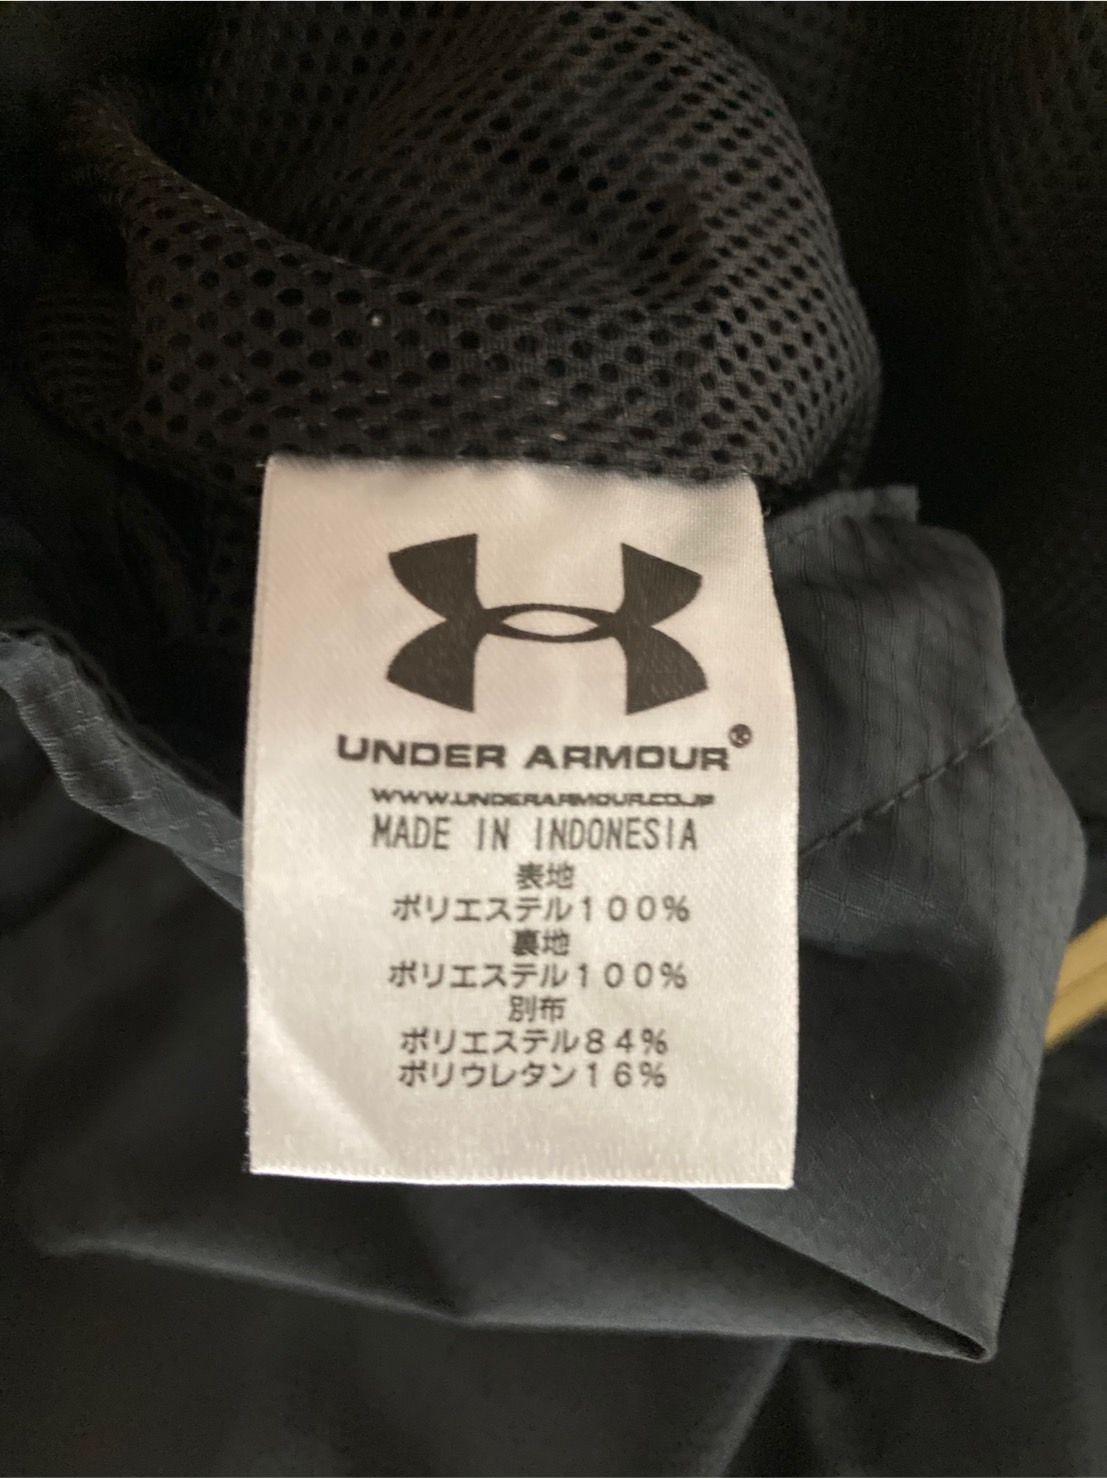 UNDER ARMOUR®
WWW.UNDERARMOUR.CO.JP
MADE IN INDONESIA
表地
ポリエステル100%
裏地
ポリエステル100%
別布
ポリエステル84%
ポリウレタン16%